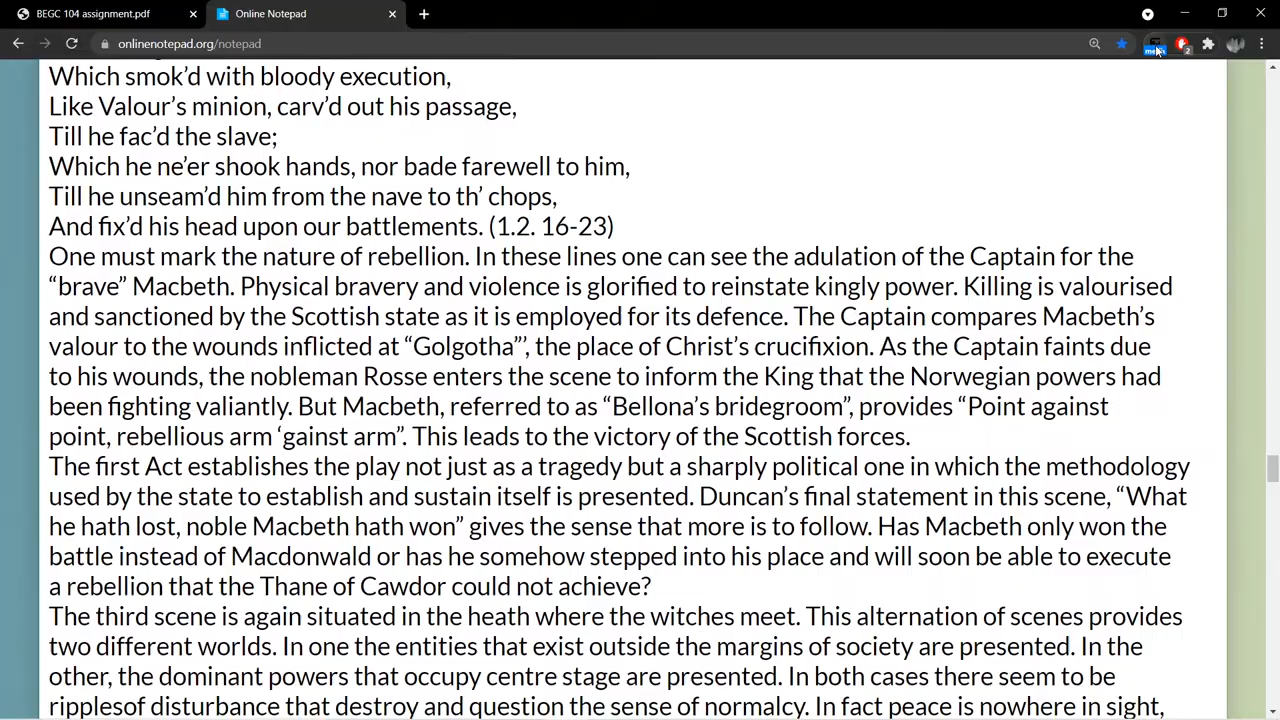 BEGC 104 assignment.pdf
Online Notepad
onlinenotepad.org/notepad
2
Which smok’d with bloody execution,
Like Valour’s minion, carv’d out his passage,
Till he fac’d the slave;
Which he ne’er shook hands, nor bade farewell to him,
Till he unseam’d him from the nave to th’ chops,
And fix’d his head upon our battlements. (1.2. 16-23)
One must mark the nature of rebellion. In these lines one can see the adulation of the Captain for the
“brave” Macbeth. Physical bravery and violence is glorified to reinstate kingly power. Killing is valourised
and sanctioned by the Scottish state as it is employed for its defence. The Captain compares Macbeth’s
valour to the wounds inflicted at “Golgotha”’, the place of Christ’s crucifixion. As the Captain faints due
to his wounds, the nobleman Rosse enters the scene to inform the King that the Norwegian powers had
been fighting valiantly. But Macbeth, referred to as “Bellona’s bridegroom”, provides “Point against
point, rebellious arm ‘gainst arm”. This leads to the victory of the Scottish forces.
The first Act establishes the play not just as a tragedy but a sharply political one in which the methodology
used by the state to establish and sustain itself is presented. Duncan’s final statement in this scene, “What
he hath lost, noble Macbeth hath won” gives the sense that more is to follow. Has Macbeth only won the
battle instead of Macdonwald or has he somehow stepped into his place and will soon be able to execute
a rebellion that the Thane of Cawdor could not achieve?
The third scene is again situated in the heath where the witches meet. This alternation of scenes provides
two different worlds. In one the entities that exist outside the margins of society are presented. In the
other, the dominant powers that occupy centre stage are presented. In both cases there seem to be
ripplesof disturbance that destroy and question the sense of normalcy. In fact peace is nowhere in sight,